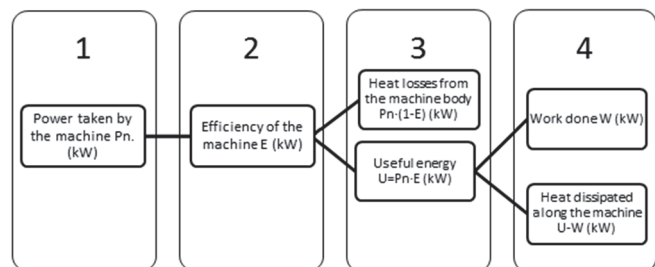 1
2
3
4
Power taken by
the machine Pn.
(kW)
Efficiency of the
machine E (kW)
Heat losses from
the machine body
Pn·(1-E) (kW)
Useful energy
U=Pn·E (kW)
Work done W (kW)
Heat dissipated
along the machine
U-W (kW)